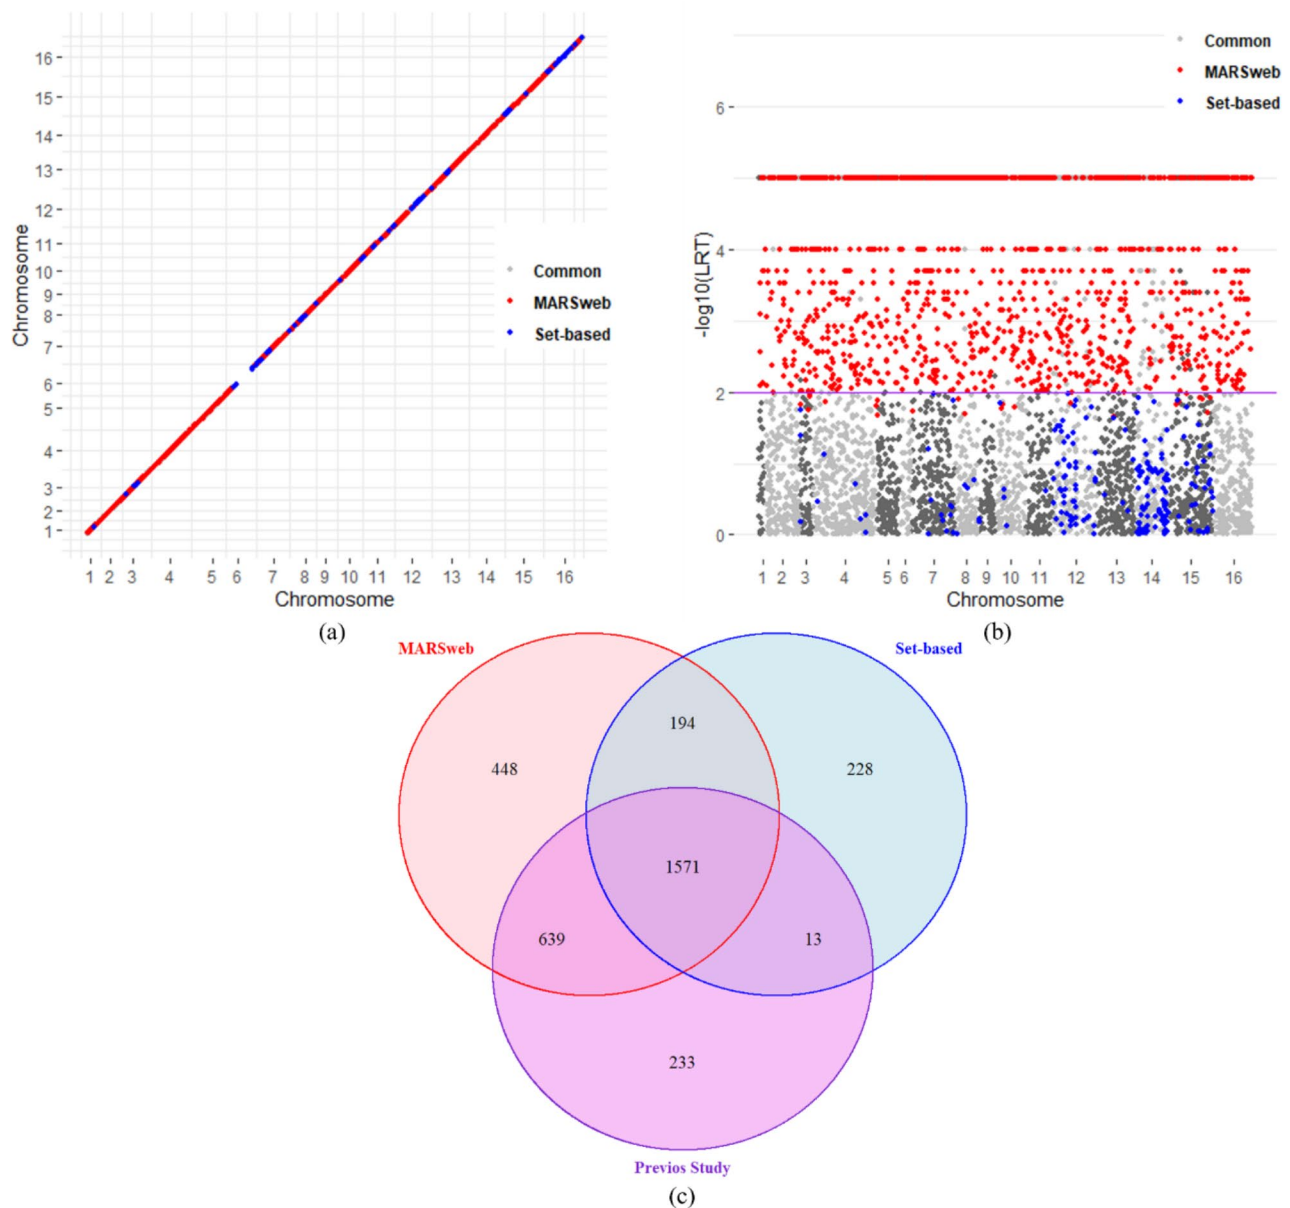 Chromosome
16
15
14
13
12
11
10
9
8
7
6
5
4
3
2
1
Common
MARSweb
Set-based
1 2 3 4 5 6 7 8 9 10 11 12 13 14 15 16
Chromosome
(a)
-log10(LRT)
6
4
2
0
Common
MARSweb
Set-based
1 2 3 4 5 6 7 8 9 10 11 12 13 14 15 16
Chromosome
(b)
MARSweb
Set-based
194
448
228
1571
639
13
233
Previos Study
(c)